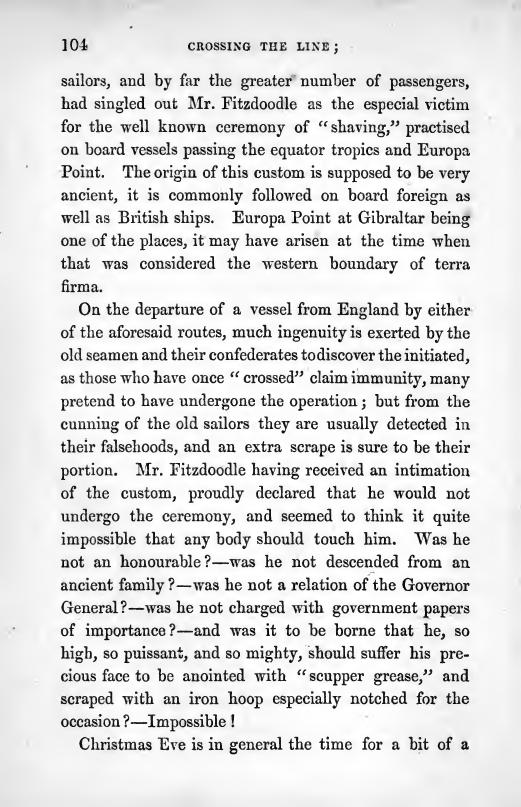 104 CROSSING THE LINE;
sailors, and by far the greater number of passengers,
had singled out Mr. Fitzdoodle as the especial victim
for the well known ceremony of “shaving,” practised
on board vessels passing the equator tropics and Europa
Point. The origin of this custom is supposed to be very
ancient, it is commonly followed on board foreign as
well as British ships. Europa Point at Gibraltar being
one of the places, it may have arisen at the time when
that was considered the western boundary of terra
firma.
On the departure of a vessel from England by either
of the aforesaid routes, much ingenuity is exerted by the
old seamen and their confederates to discover the initiated,
as those who have once “crossed” claim immunity, many
pretend to have undergone the operation; but from the
cunning of the old sailors they are usually detected in
their falsehoods, and an extra scrape is sure to be their
portion. Mr. Fitzdoodle having received an intimation
of the custom, proudly declared that he would not
undergo the ceremony, and seemed to think it quite
impossible that any body should touch him. Was he
not an honourable?—was he not descended from an
ancient family?—was he not a relation of the Governor
General?—was he not charged with government papers
of importance?—and was it to be borne that he, so
high, so puissant, and so mighty, should suffer his pre-
cious face to be anointed with “scupper grease,” and
scraped with an iron hoop especially notched for the
occasion?—Impossible!
Christmas Eve is in general the time for a bit of a